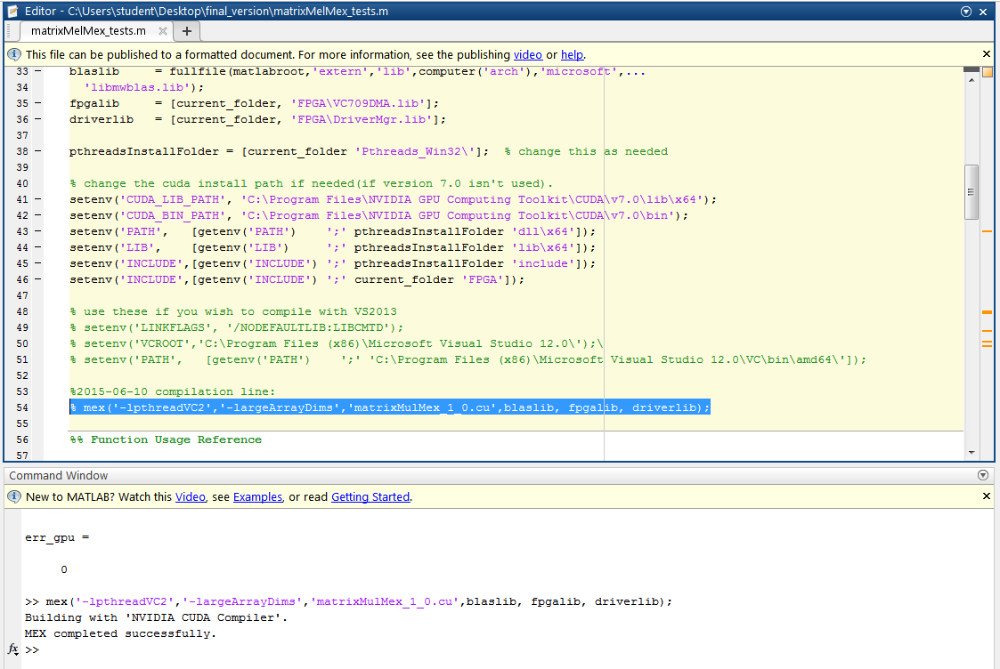 Editor - C:\Users\student\Desktop\final_version\matrixMelMex_tests.m
matrixMelMex_tests.m
This file can be published to a formatted document. For more information, see the publishing video or help.
33 blaslib     = fullfile(matlabroot,'extern','lib',computer('arch'),'microsoft',...
34   'libmwblas.lib');
35 fpgalib     = [current_folder, 'FPGA\VC709DMA.lib'];
36 driverlib   = [current_folder, 'FPGA\DriverMgr.lib'];
37
38 pthreadsInstallFolder = [current_folder 'Pthreads_Win32\'];  % change this as needed
39
40 % change the cuda install path if needed(if version 7.0 isn't used).
41 setenv('CUDA_LIB_PATH', 'C:\Program Files\NVIDIA GPU Computing Toolkit\CUDA\v7.0\lib\x64');
42 setenv('CUDA_BIN_PATH', 'C:\Program Files\NVIDIA GPU Computing Toolkit\CUDA\v7.0\bin');
43 setenv('PATH',   [getenv('PATH')    ';' pthreadsInstallFolder 'dll\x64']);
44 setenv('LIB',    [getenv('LIB')     ';' pthreadsInstallFolder 'lib\x64']);
45 setenv('INCLUDE',[getenv('INCLUDE') ';' pthreadsInstallFolder 'include']);
46 setenv('INCLUDE',[getenv('INCLUDE') ';' current_folder 'FPGA']);
47
48 % use these if you wish to compile with VS2013
49 % setenv('LINKFLAGS', '/NODEFAULTLIB:LIBCMTD');
50 % setenv('VCROOT','C:\Program Files (x86)\Microsoft Visual Studio 12.0\');\
51 % setenv('PATH',   [getenv('PATH')    ';' 'C:\Program Files (x86)\Microsoft Visual Studio 12.0\VC\bin\amd64\']);
52
53 %2015-06-10 compilation line:
54 % mex('-lpthreadVC2','-largeArrayDims','matrixMulMex_1_0.cu',blaslib, fpgalib, driverlib);
55
56 %% Function Usage Reference
57
Command Window
New to MATLAB? Watch this Video, see Examples, or read Getting Started.
err_gpu =
0
>> mex('-lpthreadVC2','-largeArrayDims','matrixMulMex_1_0.cu',blaslib, fpgalib, driverlib);
Building with 'NVIDIA CUDA Compiler'.
MEX completed successfully.
fx >>